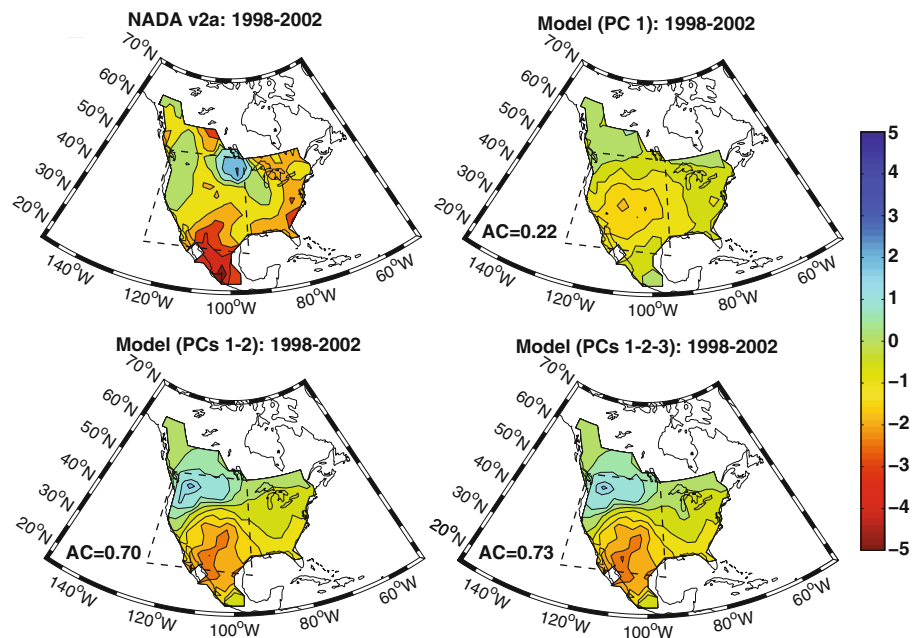 NADA v2a: 1998-2002
70°N
60°N
50°N
40°N
30°N
20°N
140°W
120°W
100°W
80°W
60°W
Model (PC 1): 1998-2002
70°N
60°N
50°N
40°N
30°N
20°N
AC=0.22
140°W
120°W
100°W
80°W
60°W
Model (PCs 1-2): 1998-2002
70°N
60°N
50°N
40°N
30°N
20°N
AC=0.70
140°W
120°W
100°W
80°W
60°W
Model (PCs 1-2-3): 1998-2002
70°N
60°N
50°N
40°N
30°N
20°N
AC=0.73
140°W
120°W
100°W
80°W
60°W
5
4
3
2
1
0
−1
−2
−3
−4
−5